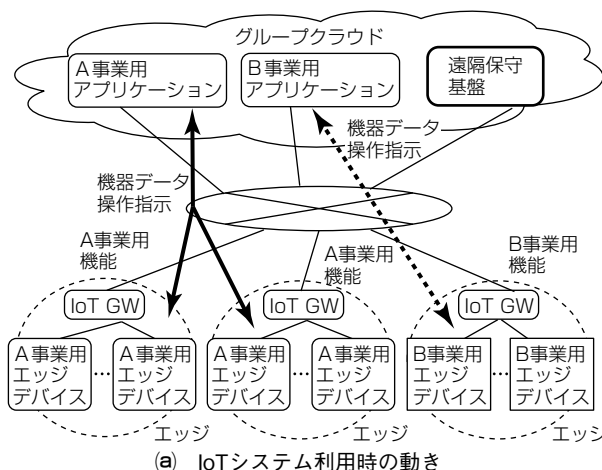 グループクラウド
A事業用
アプリケーション
B事業用
アプリケーション
遠隔保守
基盤
機器データ
操作指示
機器データ
操作指示
A事業用
機能
A事業用
機能
B事業用
機能
IoT GW
IoT GW
IoT GW
A事業用
エッジ
デバイス
…
A事業用
エッジ
デバイス
A事業用
エッジ
デバイス
…
A事業用
エッジ
デバイス
B事業用
エッジ
デバイス
…
B事業用
エッジ
デバイス
エッジ
エッジ
エッジ
(a) IoTシステム利用時の動き